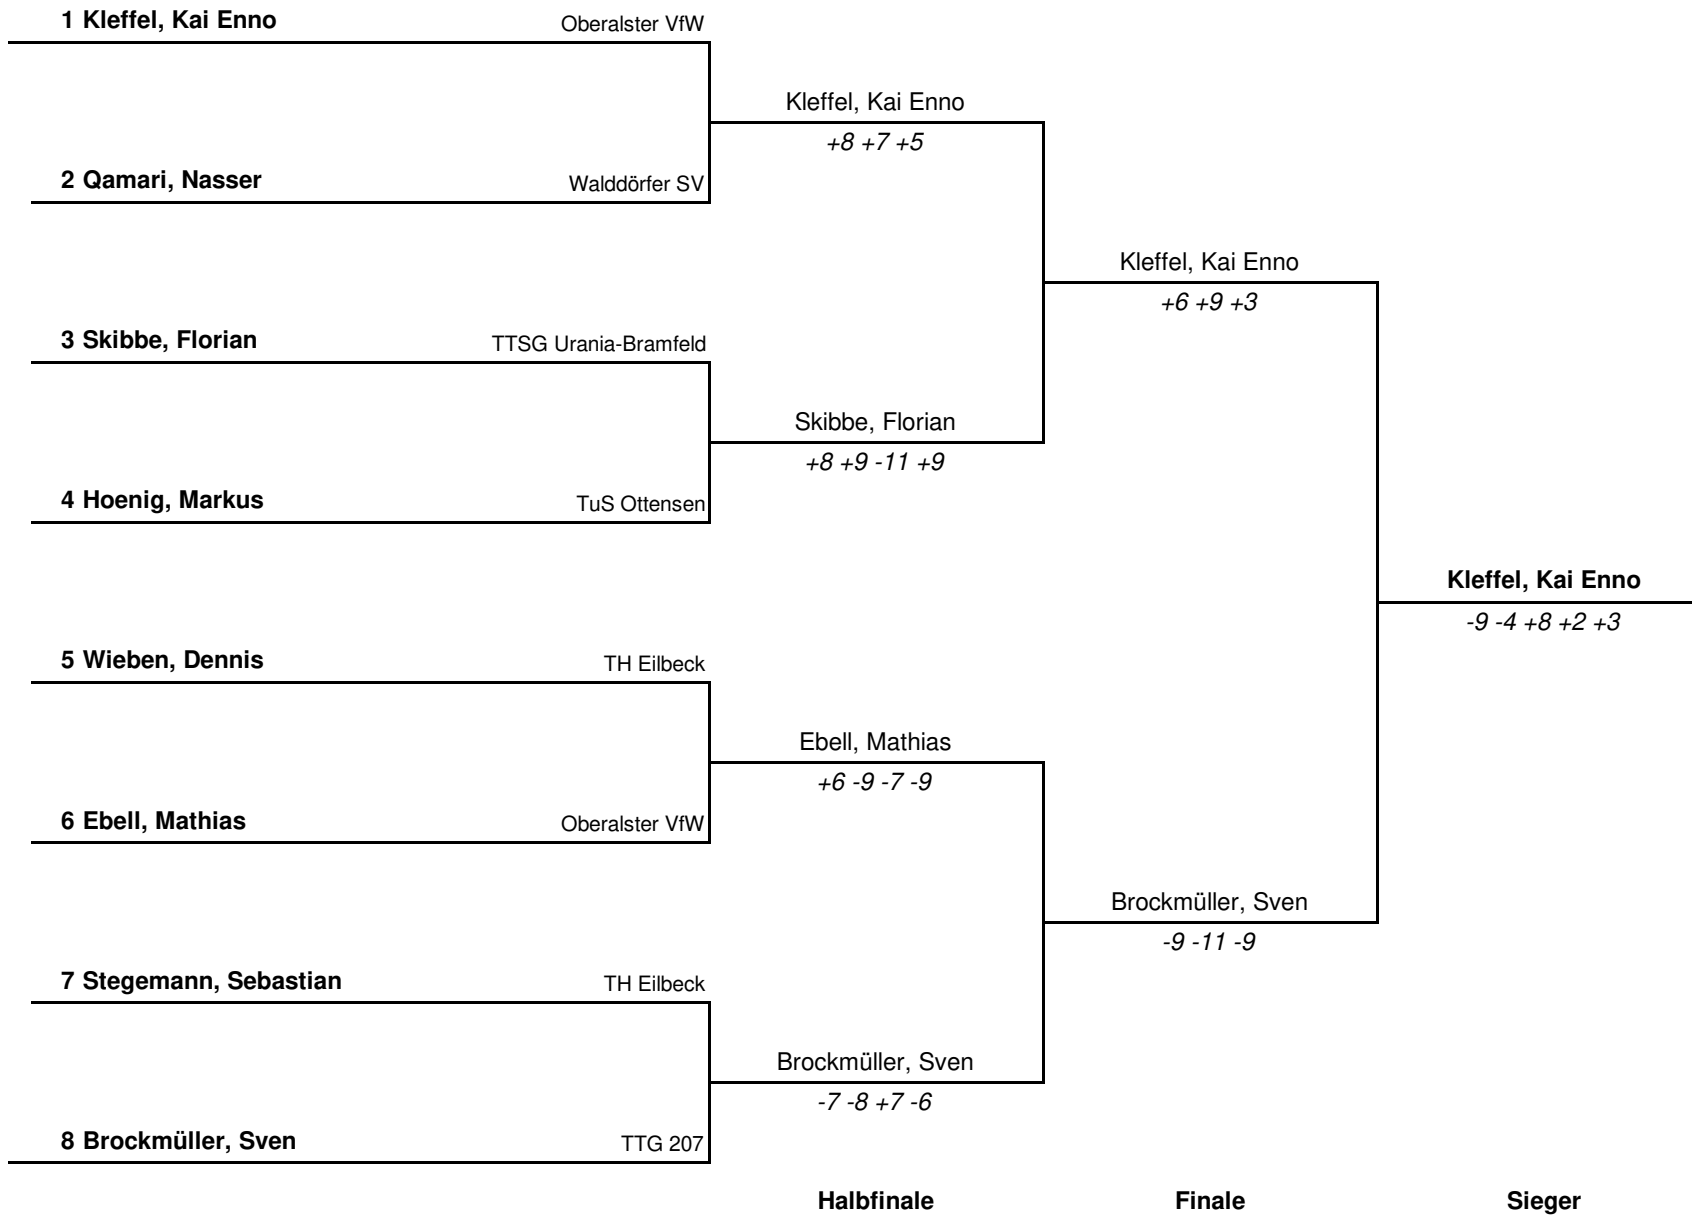 1 Kleffel, Kai Enno Oberalster VfW
Kleffel, Kai Enno
+8 +7 +5
2 Qamari, Nasser Walddörfer SV
Kleffel, Kai Enno
+6 +9 +3
3 Skibbe, Florian TTSG Urania-Bramfeld
Skibbe, Florian
+8 +9 -11 +9
4 Hoenig, Markus TuS Ottensen
Kleffel, Kai Enno
-9 -4 +8 +2 +3
5 Wieben, Dennis TH Eilbeck
Ebell, Mathias
+6 -9 -7 -9
6 Ebell, Mathias Oberalster VfW
Brockmüller, Sven
-9 -11 -9
7 Stegemann, Sebastian TH Eilbeck
Brockmüller, Sven
-7 -8 +7 -6
8 Brockmüller, Sven TTG 207
Halbfinale Finale Sieger